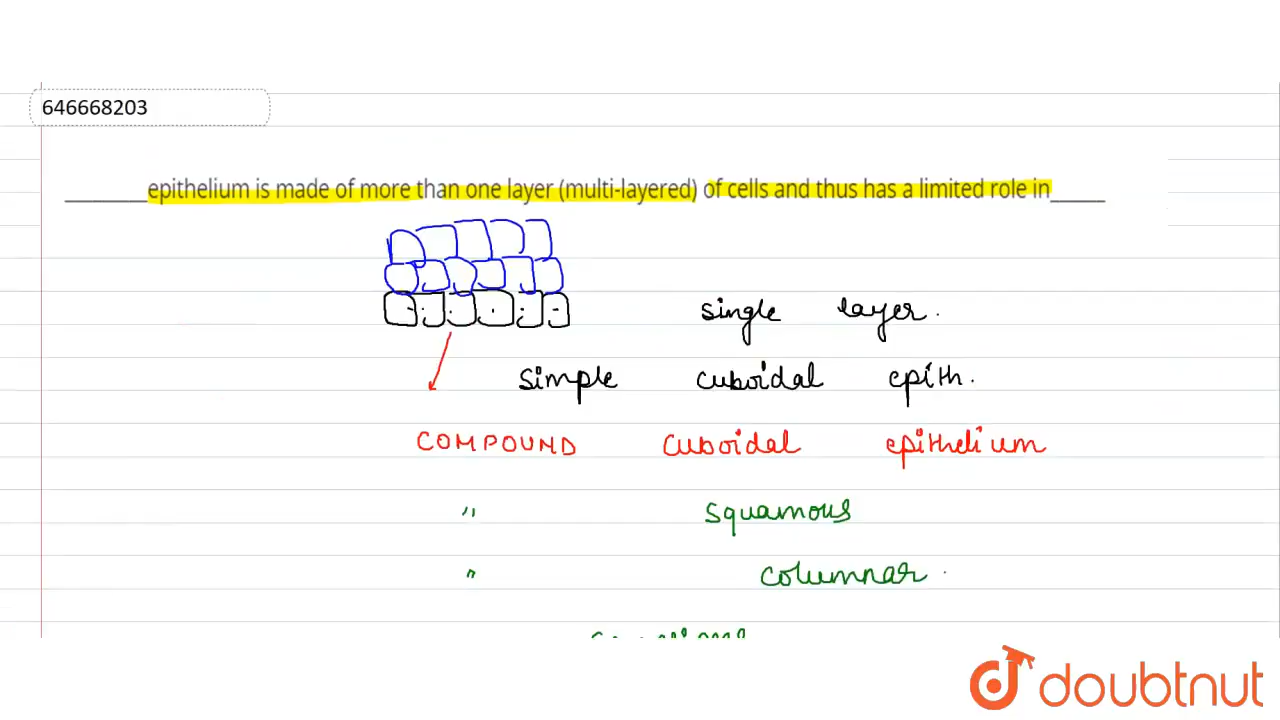 646668203
________epithelium is made of more than one layer (multi-layered) of cells and thus has a limited role in_____
single layer.
simple cuboidal epith.
COMPOUND cuboidal epithelium
" squamous
" columnar
doubtnut